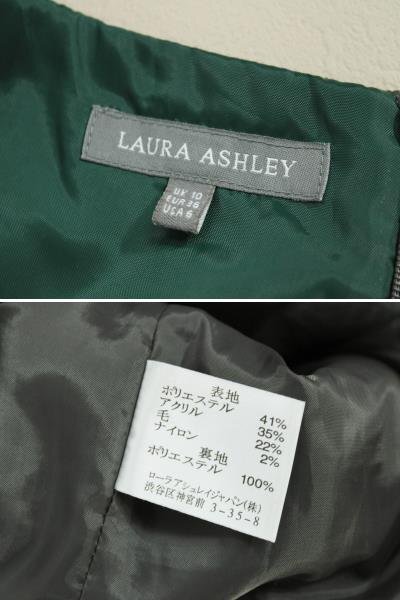 LAURA ASHLEY
UK 10
EUR 36
USA 6
表地
ポリエステル 41%
アクリル 35%
毛 22%
ナイロン 2%
裏地
ポリエステル 100%
ローラアシュレイジャパン(株)
渋谷区神宮前 3-35-8